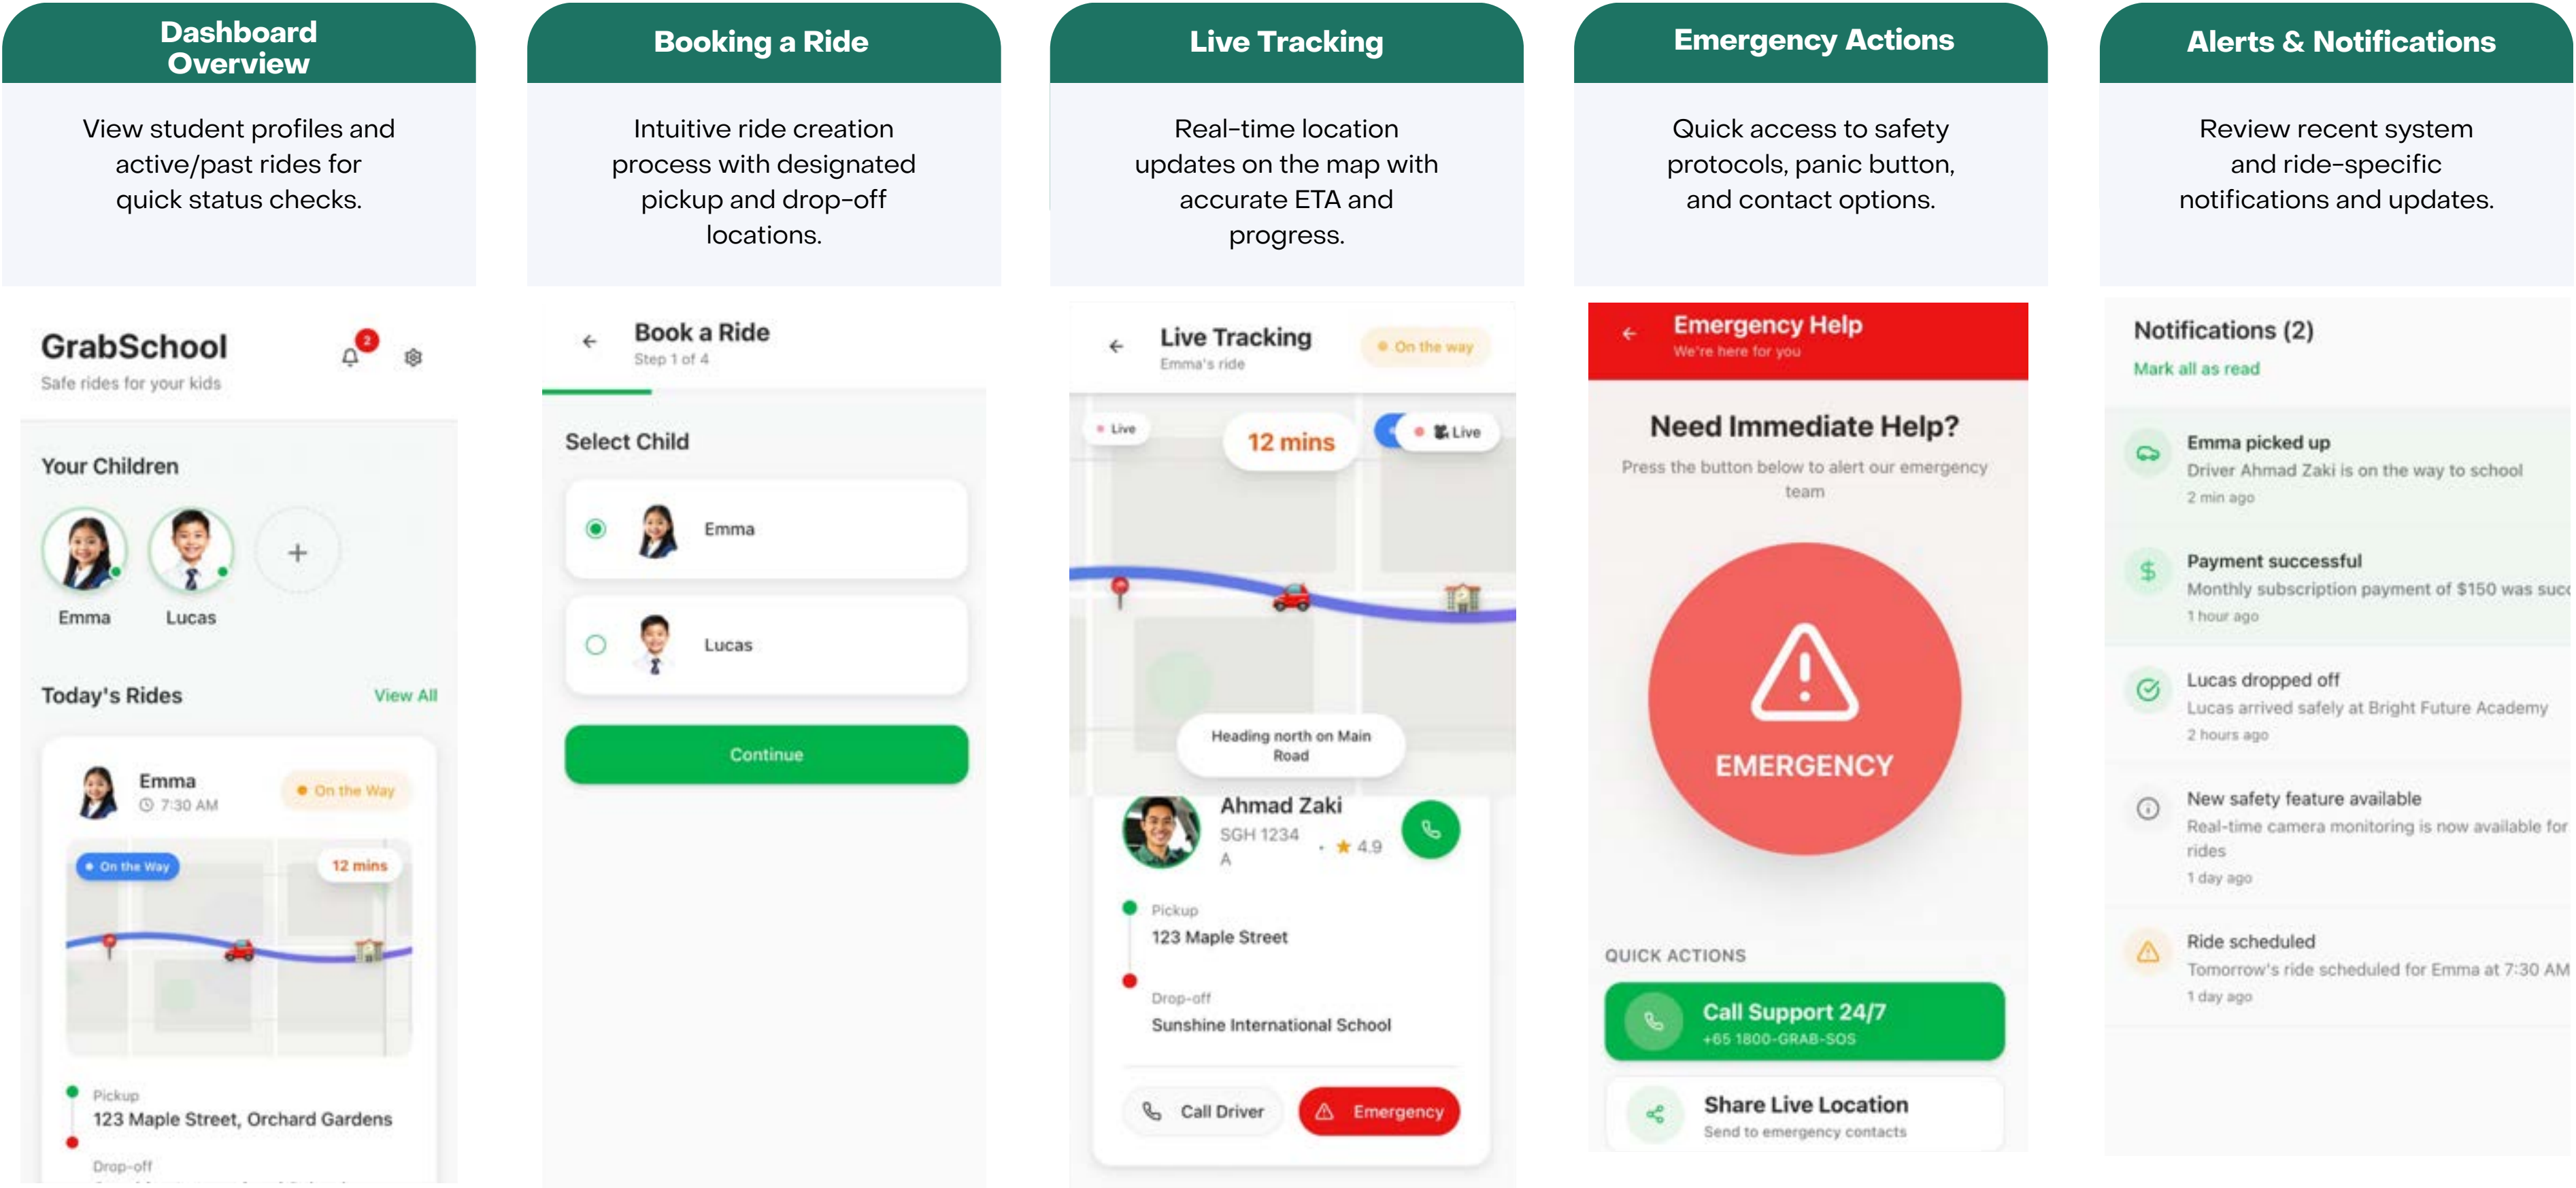 Dashboard
Overview
View student profiles and
active/past rides for
quick status checks.
GrabSchool
Safe rides for your kids
2
Your Children
Emma
Lucas
Today's Rides
View All
Emma
7:30 AM
On the Way
On the Way
12 mins
Pickup
123 Maple Street, Orchard Gardens
Drop-off
Booking a Ride
Intuitive ride creation
process with designated
pickup and drop-off
locations.
Book a Ride
Step 1 of 4
Select Child
Emma
Lucas
Continue
Live Tracking
Real-time location
updates on the map with
accurate ETA and
progress.
Live Tracking
Emma's ride
On the way
Live
12 mins
Live
Heading north on Main
Road
Ahmad Zaki
SGH 1234
A
• ★ 4.9
Pickup
123 Maple Street
Drop-off
Sunshine International School
Call Driver
Emergency
Emergency Actions
Quick access to safety
protocols, panic button,
and contact options.
Emergency Help
We're here for you
Need Immediate Help?
Press the button below to alert our emergency
team
EMERGENCY
QUICK ACTIONS
Call Support 24/7
+65 1800-GRAB-SOS
Share Live Location
Send to emergency contacts
Alerts & Notifications
Review recent system
and ride-specific
notifications and updates.
Notifications (2)
Mark all as read
Emma picked up
Driver Ahmad Zaki is on the way to school
2 min ago
Payment successful
Monthly subscription payment of $150 was succ
1 hour ago
Lucas dropped off
Lucas arrived safely at Bright Future Academy
2 hours ago
New safety feature available
Real-time camera monitoring is now available for
rides
1 day ago
Ride scheduled
Tomorrow's ride scheduled for Emma at 7:30 AM
1 day ago